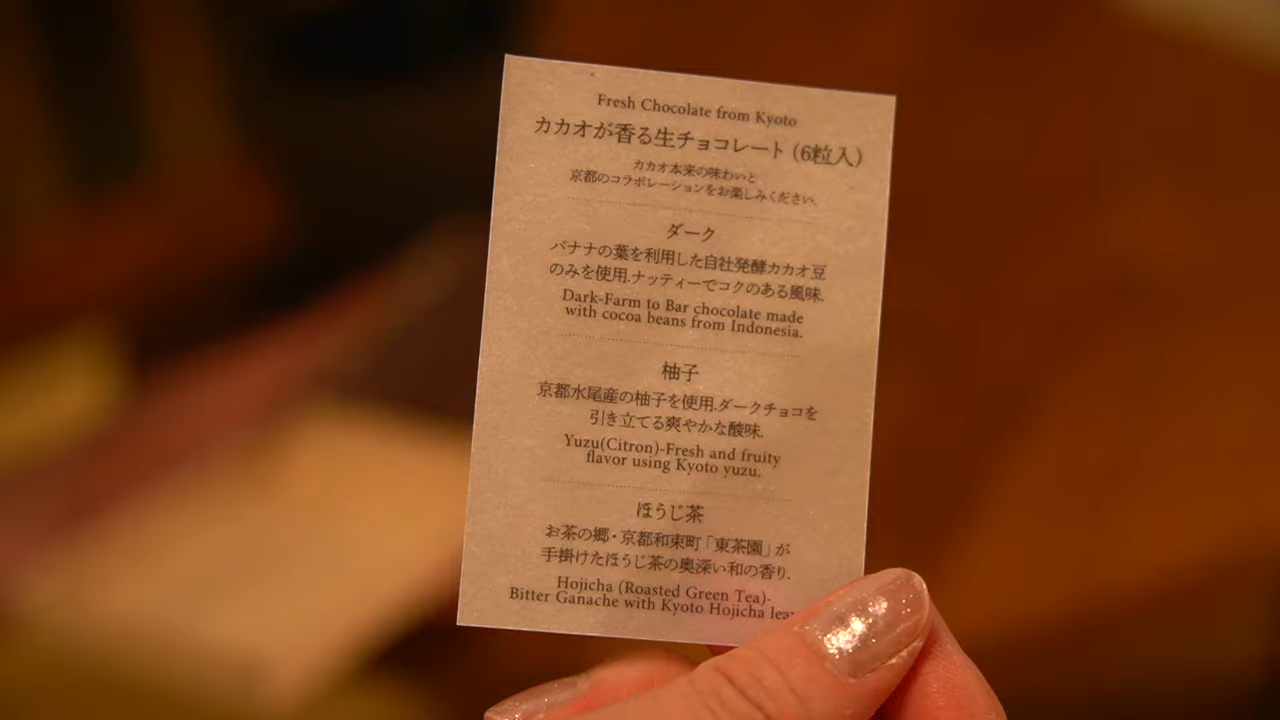 Fresh Chocolate from Kyoto
カカオが香る生チョコレート（6粒入）
カカオ本来の味わいと
京都のコラボレーションをお楽しみください.
ダーク
バナナの葉を利用した自社発酵カカオ豆
のみを使用.ナッティーでコクのある風味.
Dark-Farm to Bar chocolate made
with cocoa beans from Indonesia.
柚子
京都水尾産の柚子を使用.ダークチョコを
引き立てる爽やかな酸味.
Yuzu(Citron)-Fresh and fruity
flavor using Kyoto yuzu.
ほうじ茶
お茶の郷・京都和束町「東茶園」が
手掛けたほうじ茶の奥深い和の香り.
Hojicha (Roasted Green Tea)-
Bitter Ganache with Kyoto Hojicha